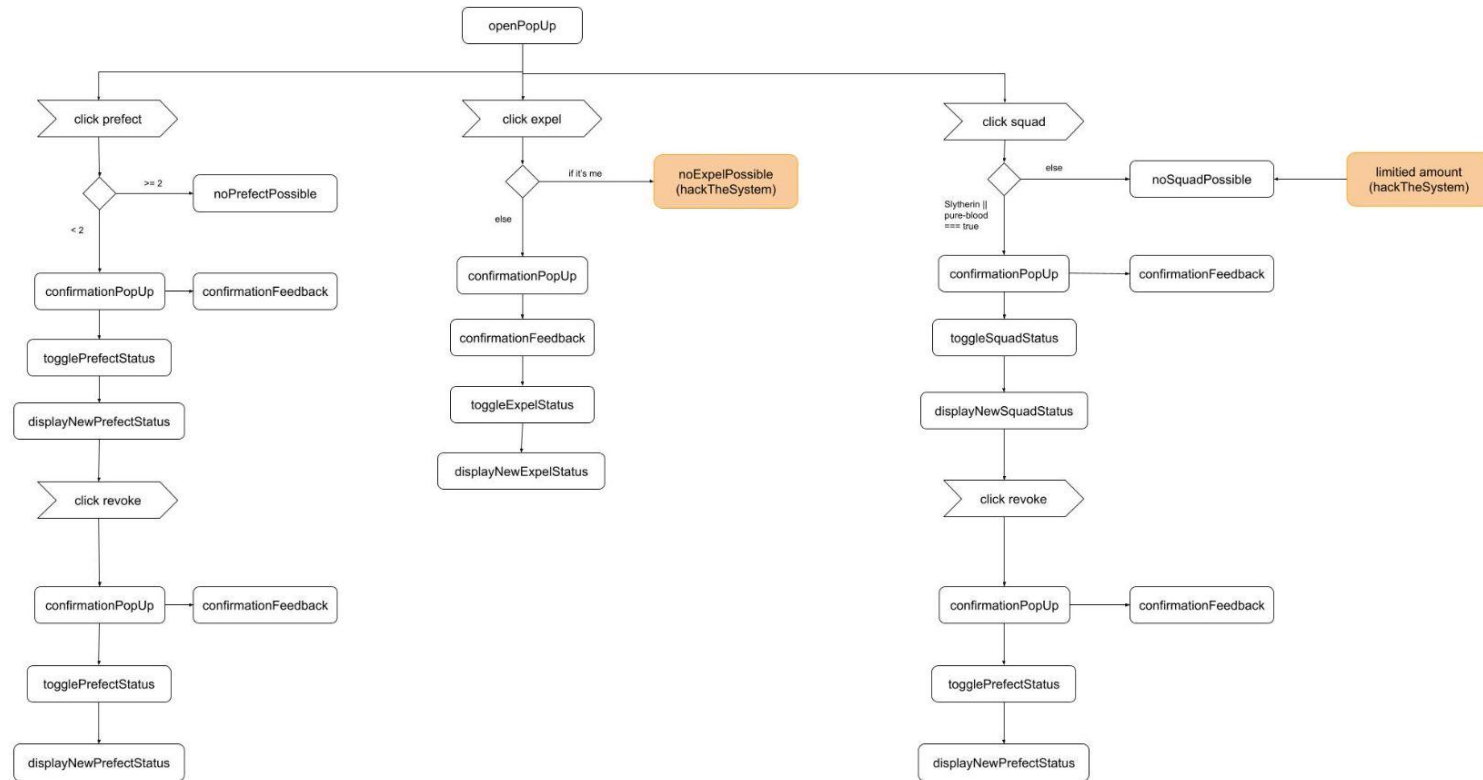 openPopUp
click prefect
click expel
click squad
>= 2
noPrefectPossible
if it's me
noExpelPossible
(hackTheSystem)
else
noSquadPossible
limitied amount
(hackTheSystem)
< 2
else
Slytherin ||
pure-blood
=== true
confirmationPopUp
confirmationFeedback
confirmationPopUp
confirmationPopUp
confirmationFeedback
togglePrefectStatus
confirmationFeedback
toggleSquadStatus
displayNewPrefectStatus
toggleExpelStatus
displayNewSquadStatus
displayNewExpelStatus
click revoke
click revoke
confirmationPopUp
confirmationFeedback
confirmationPopUp
confirmationFeedback
togglePrefectStatus
togglePrefectStatus
displayNewPrefectStatus
displayNewPrefectStatus